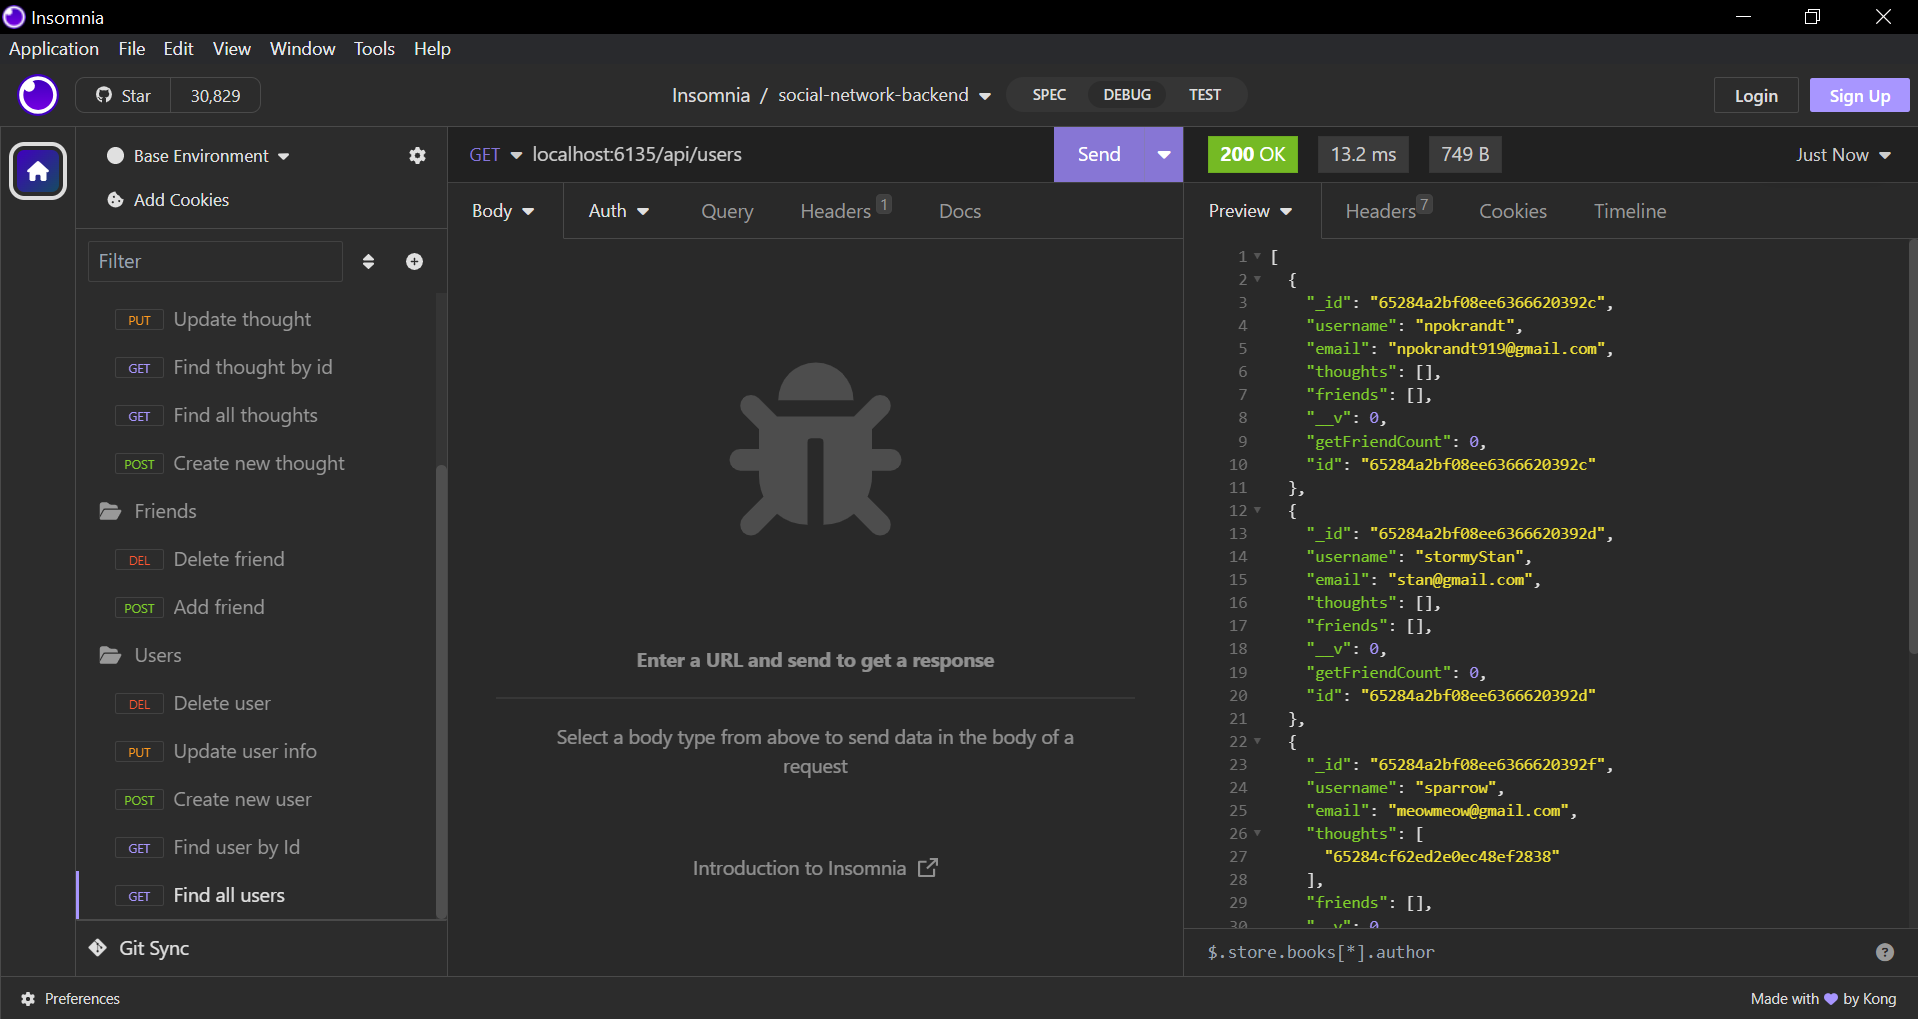 Insomnia
Application File Edit View Window Tools Help
Star 30,829
Insomnia / social-network-backend
SPEC DEBUG TEST
Login Sign Up
Base Environment
Add Cookies
Filter
PUT Update thought
GET Find thought by id
GET Find all thoughts
POST Create new thought
Friends
DEL Delete friend
POST Add friend
Users
DEL Delete user
PUT Update user info
POST Create new user
GET Find user by Id
GET Find all users
Git Sync
GET localhost:6135/api/users Send
Body Auth Query Headers 1 Docs
Enter a URL and send to get a response
Select a body type from above to send data in the body of a
request
Introduction to Insomnia
200 OK 13.2 ms 749 B Just Now
Preview Headers 7 Cookies Timeline
1 [
2 {
3 "_id": "65284a2bf08ee6366620392c",
4 "username": "npokrandt",
5 "email": "npokrandt919@gmail.com",
6 "thoughts": [],
7 "friends": [],
8 "__v": 0,
9 "getFriendCount": 0,
10 "id": "65284a2bf08ee6366620392c"
11 },
12 {
13 "_id": "65284a2bf08ee6366620392d",
14 "username": "stormyStan",
15 "email": "stan@gmail.com",
16 "thoughts": [],
17 "friends": [],
18 "__v": 0,
19 "getFriendCount": 0,
20 "id": "65284a2bf08ee6366620392d"
21 },
22 {
23 "_id": "65284a2bf08ee6366620392f",
24 "username": "sparrow",
25 "email": "meowmeow@gmail.com",
26 "thoughts": [
27 "65284cf62ed2e0ec48ef2838"
28 ],
29 "friends": [],
30 "__v": 0
$.store.books[*].author
Preferences
Made with by Kong